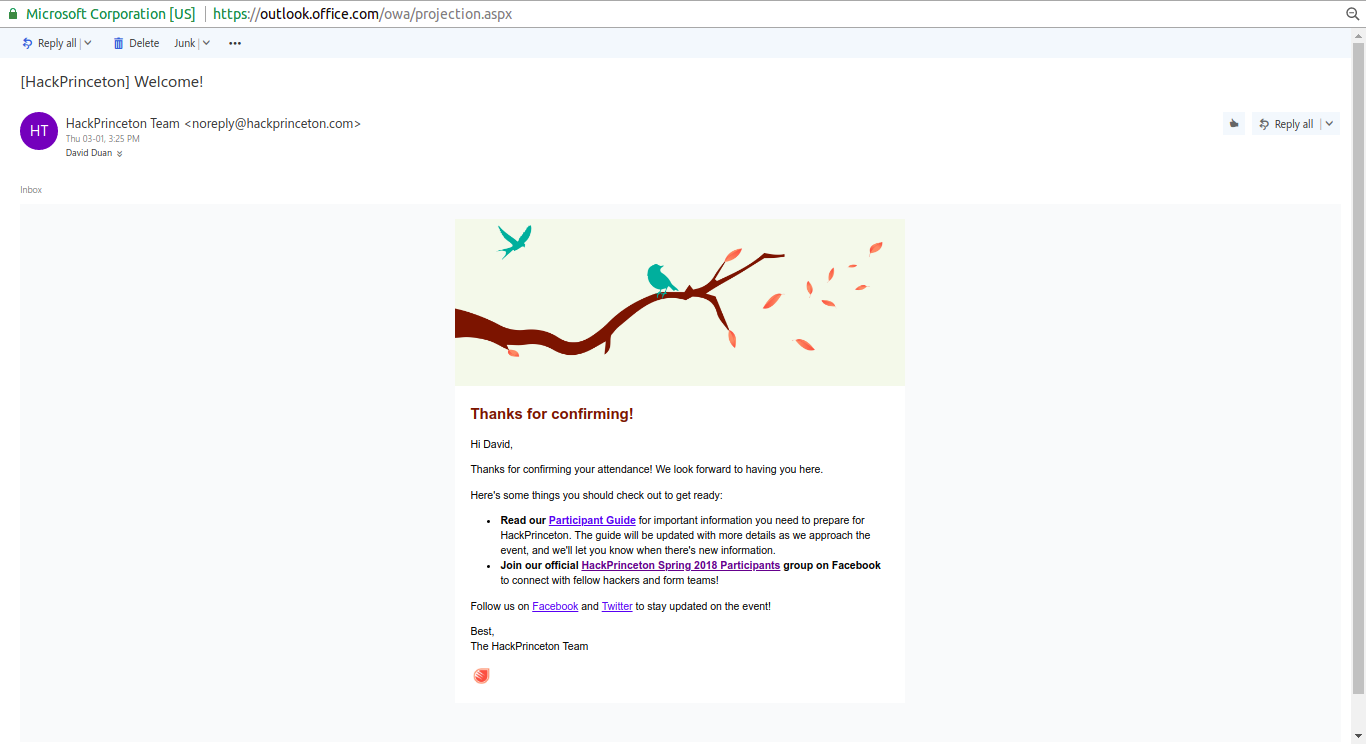 Microsoft Corporation [US] | https://outlook.office.com/owa/projection.aspx
Reply all | Delete Junk | •••
[HackPrinceton] Welcome!
HT
HackPrinceton Team <noreply@hackprinceton.com>
Thu 03-01, 3:25 PM
David Duan
Reply all |
Inbox
Thanks for confirming!
Hi David,
Thanks for confirming your attendance! We look forward to having you here.
Here's some things you should check out to get ready:
• Read our Participant Guide for important information you need to prepare for
HackPrinceton. The guide will be updated with more details as we approach the
event, and we'll let you know when there's new information.
• Join our official HackPrinceton Spring 2018 Participants group on Facebook
to connect with fellow hackers and form teams!
Follow us on Facebook and Twitter to stay updated on the event!
Best,
The HackPrinceton Team